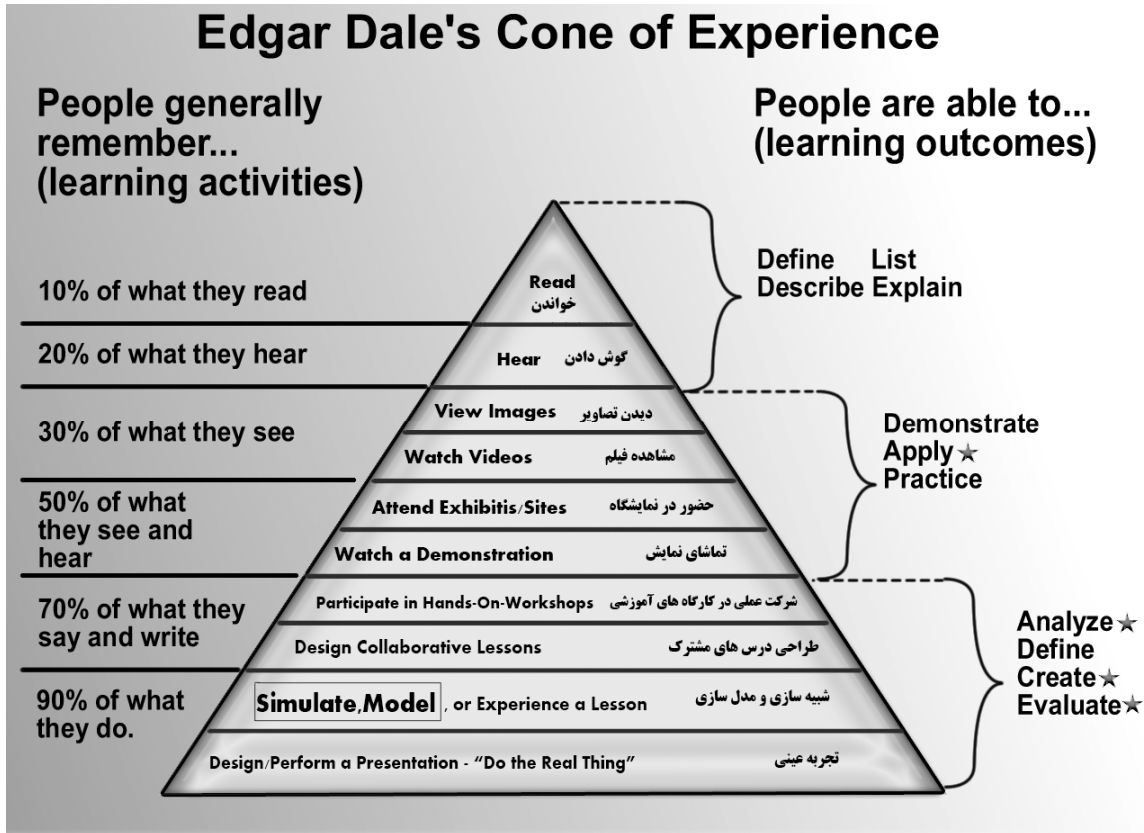 Edgar Dale's Cone of Experience
People generally
remember...
(learning activities)
People are able to...
(learning outcomes)
10% of what they read
20% of what they hear
30% of what they see
50% of what
they see and
hear
70% of what they
say and write
90% of what
they do.
Read
خواندن
Hear گوش دادن
View Images دیدن تصاویر
Watch Videos مشاهده فیلم
Attend Exhibitis/Sites حضور در نمایشگاه
Watch a Demonstration تماشای نمایش
Participate in Hands-On-Workshops شرکت عملی در کارگاه های آموزشی
Design Collaborative Lessons طراحی درس های مشترک
Simulate,Model , or Experience a Lesson شبیه سازی و مدل سازی
Design/Perform a Presentation - “Do the Real Thing” تجربه عینی
Define List
Describe Explain
Demonstrate
Apply
Practice
Analyze
Define
Create
Evaluate